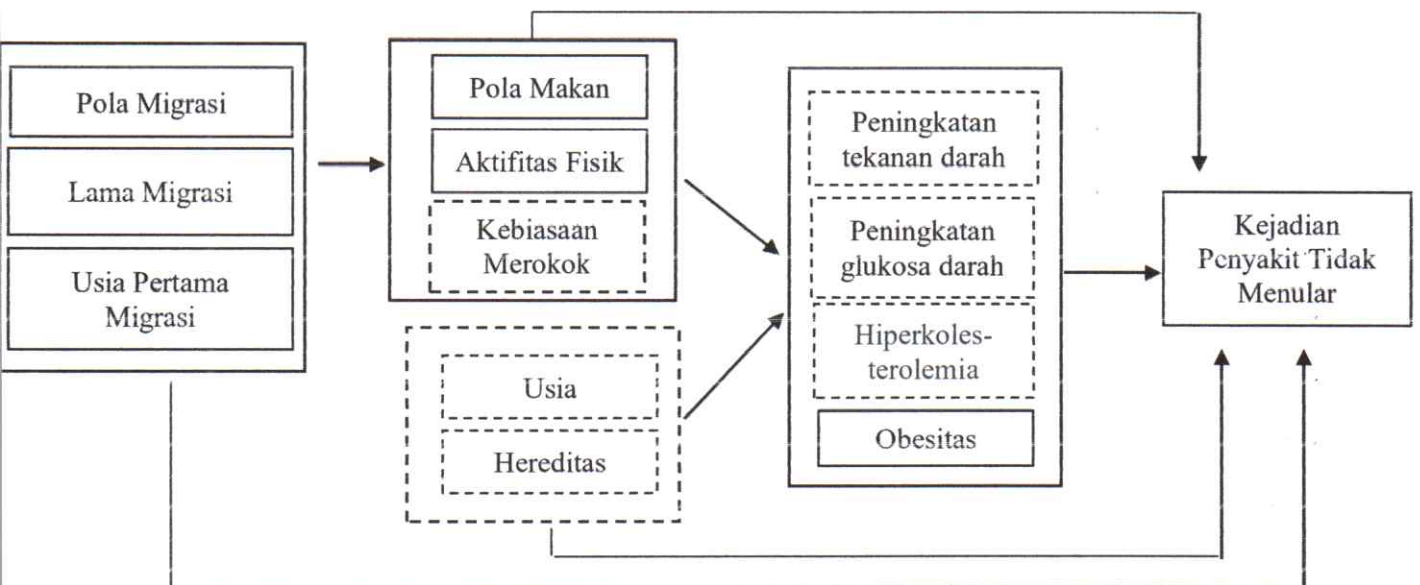 Pola Migrasi
Lama Migrasi
Usia Pertama
Migrasi
Pola Makan
Aktifitas Fisik
Kebiasaan
Merokok
Usia
Hereditas
Peningkatan
tekanan darah
Peningkatan
glukosa darah
Hiperkoles-
terolemia
Obesitas
Kejadian
Penyakit Tidak
Menular